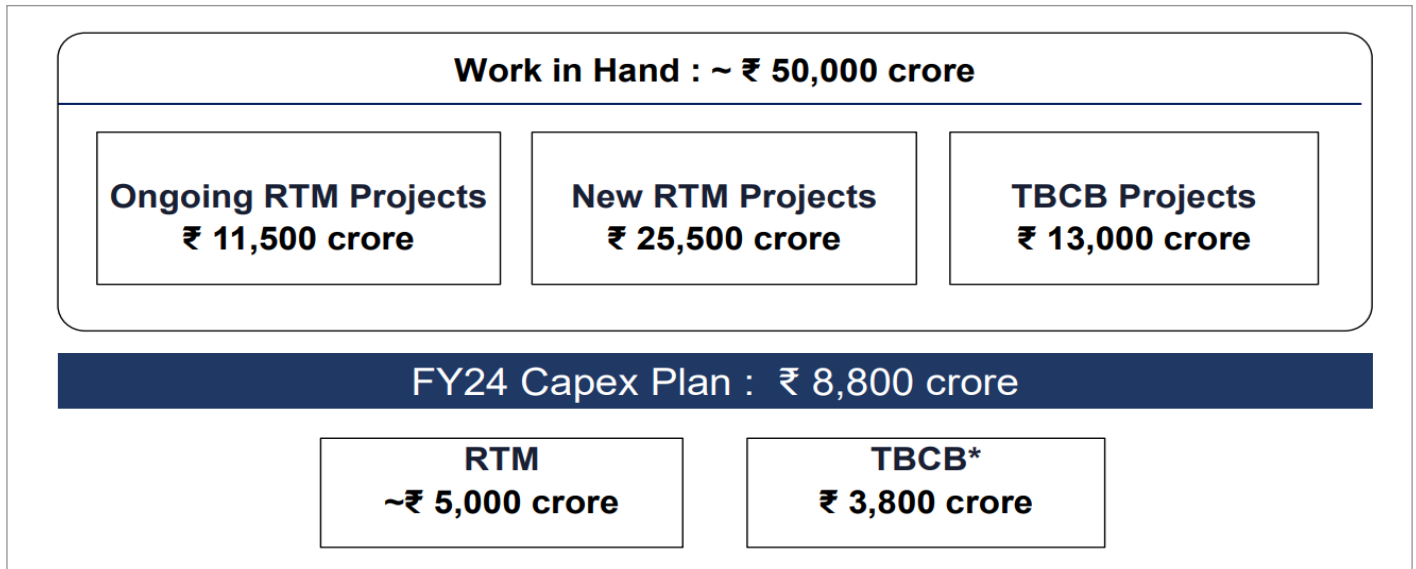 Work in Hand : ~ ₹ 50,000 crore
Ongoing RTM Projects
₹ 11,500 crore
New RTM Projects
₹ 25,500 crore
TBCB Projects
₹ 13,000 crore
FY24 Capex Plan : ₹ 8,800 crore
RTM
~₹ 5,000 crore
TBCB*
₹ 3,800 crore